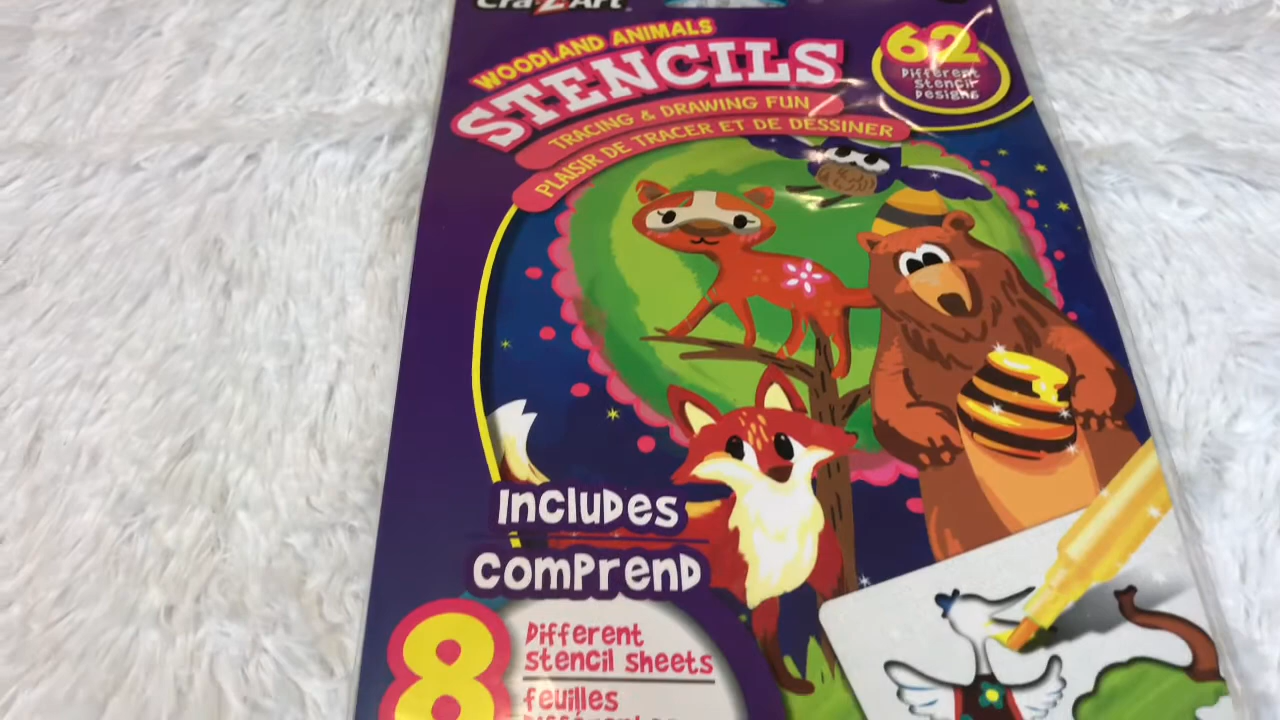 Cra-Z-Art
WOODLAND ANIMALS
STENCILS
TRACING & DRAWING FUN
PLAISIR DE TRACER ET DE DESSINER
62
Different
stencil
Designs
Includes
comprend
8
Different
stencil sheets
feuilles